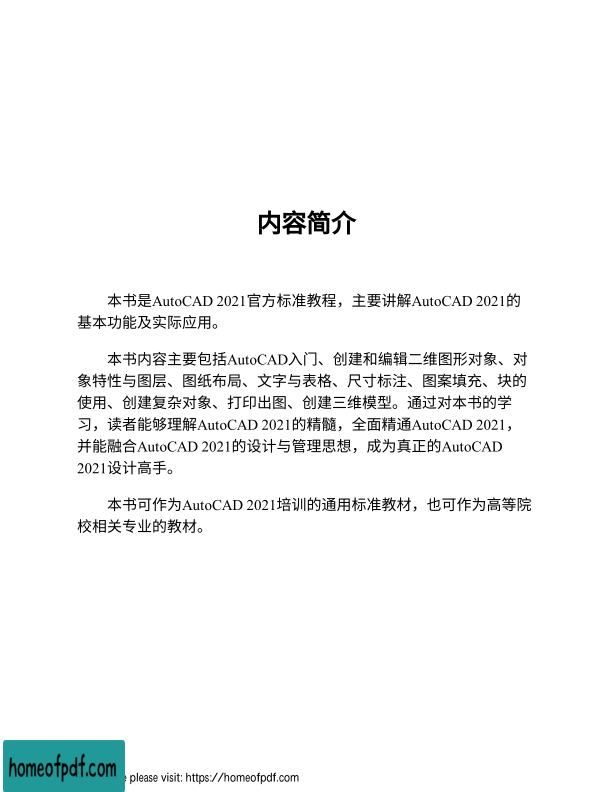 内容简介
本书是AutoCAD 2021官方标准教程，主要讲解AutoCAD 2021的
基本功能及实际应用。
本书内容主要包括AutoCAD入门、创建和编辑二维图形对象、对
象特性与图层、图纸布局、文字与表格、尺寸标注、图案填充、块的
使用、创建复杂对象、打印出图、创建三维模型。通过对本书的学
习，读者能够理解AutoCAD 2021的精髓，全面精通AutoCAD 2021，
并能融合AutoCAD 2021的设计与管理思想，成为真正的AutoCAD
2021设计高手。
本书可作为AutoCAD 2021培训的通用标准教材，也可作为高等院
校相关专业的教材。
homeofpdf.com
please visit: https://homeofpdf.com